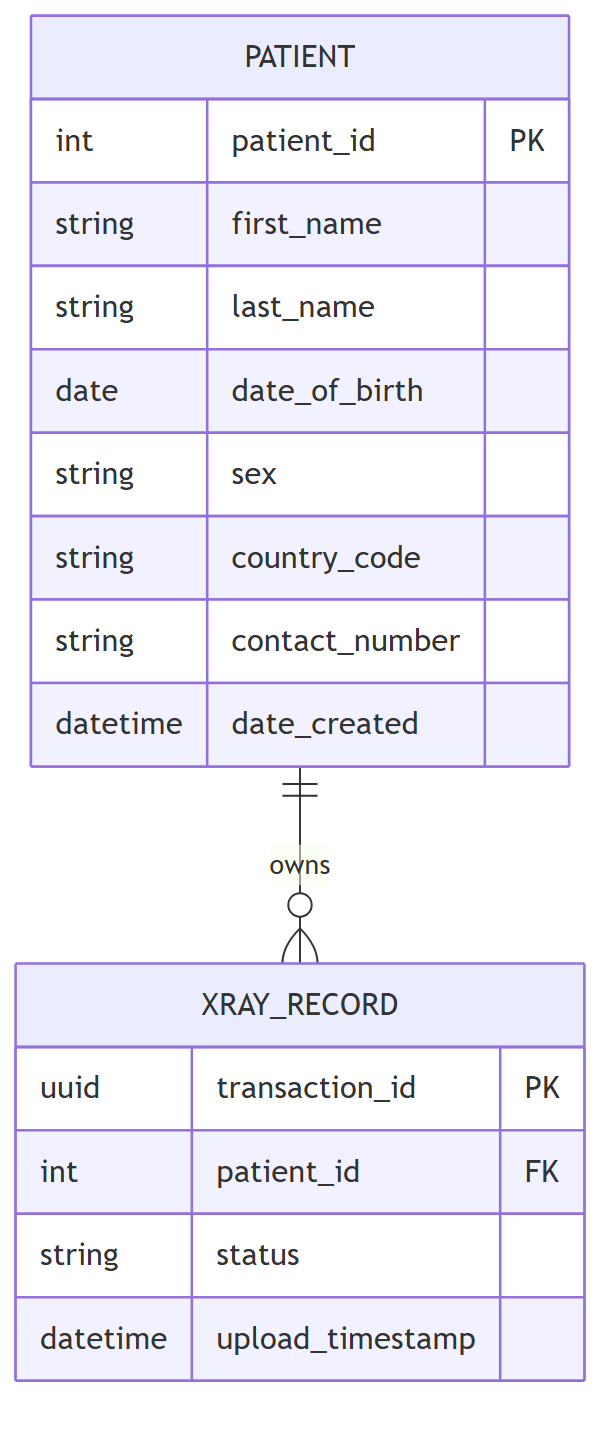 PATIENT
int patient_id PK
string first_name
string last_name
date date_of_birth
string sex
string country_code
string contact_number
datetime date_created
owns
XRAY_RECORD
uuid transaction_id PK
int patient_id FK
string status
datetime upload_timestamp